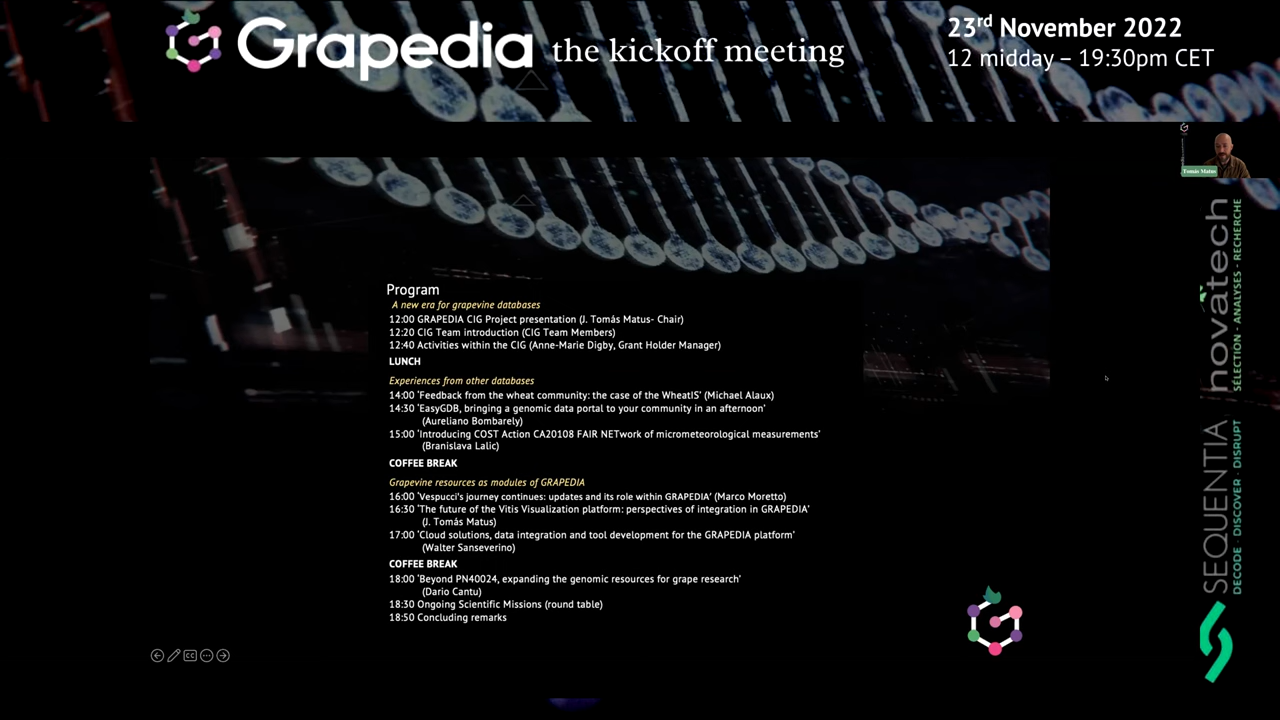 Grapedia the kickoff meeting
23rd November 2022
12 midday – 19:30pm CET
Tomás Matus
Program
A new era for grapevine databases
12:00 GRAPEDIA CIG Project presentation (J. Tomás Matus- Chair)
12:20 CIG Team introduction (CIG Team Members)
12:40 Activities within the CIG (Anne-Marie Digby, Grant Holder Manager)
LUNCH
Experiences from other databases
14:00 ‘Feedback from the wheat community: the case of the WheatIS’ (Michael Alaux)
14:30 ‘EasyGDB, bringing a genomic data portal to your community in an afternoon’
(Aureliano Bombarely)
15:00 ‘Introducing COST Action CA20108 FAIR NETwork of micrometeorological measurements’
(Branislava Lalic)
COFFEE BREAK
Grapevine resources as modules of GRAPEDIA
16:00 ‘Vespucci’s journey continues: updates and its role within GRAPEDIA’ (Marco Moretto)
16:30 ‘The future of the Vitis Visualization platform: perspectives of integration in GRAPEDIA’
(J. Tomás Matus)
17:00 ‘Cloud solutions, data integration and tool development for the GRAPEDIA platform’
(Walter Sanseverino)
COFFEE BREAK
18:00 ‘Beyond PN40024, expanding the genomic resources for grape research’
(Dario Cantu)
18:30 Ongoing Scientific Missions (round table)
18:50 Concluding remarks
CC
novatech
SÉLECTION - ANALYSES - RECHERCHE
SEQUENTIA
DECODE · DISCOVER · DISRUPT